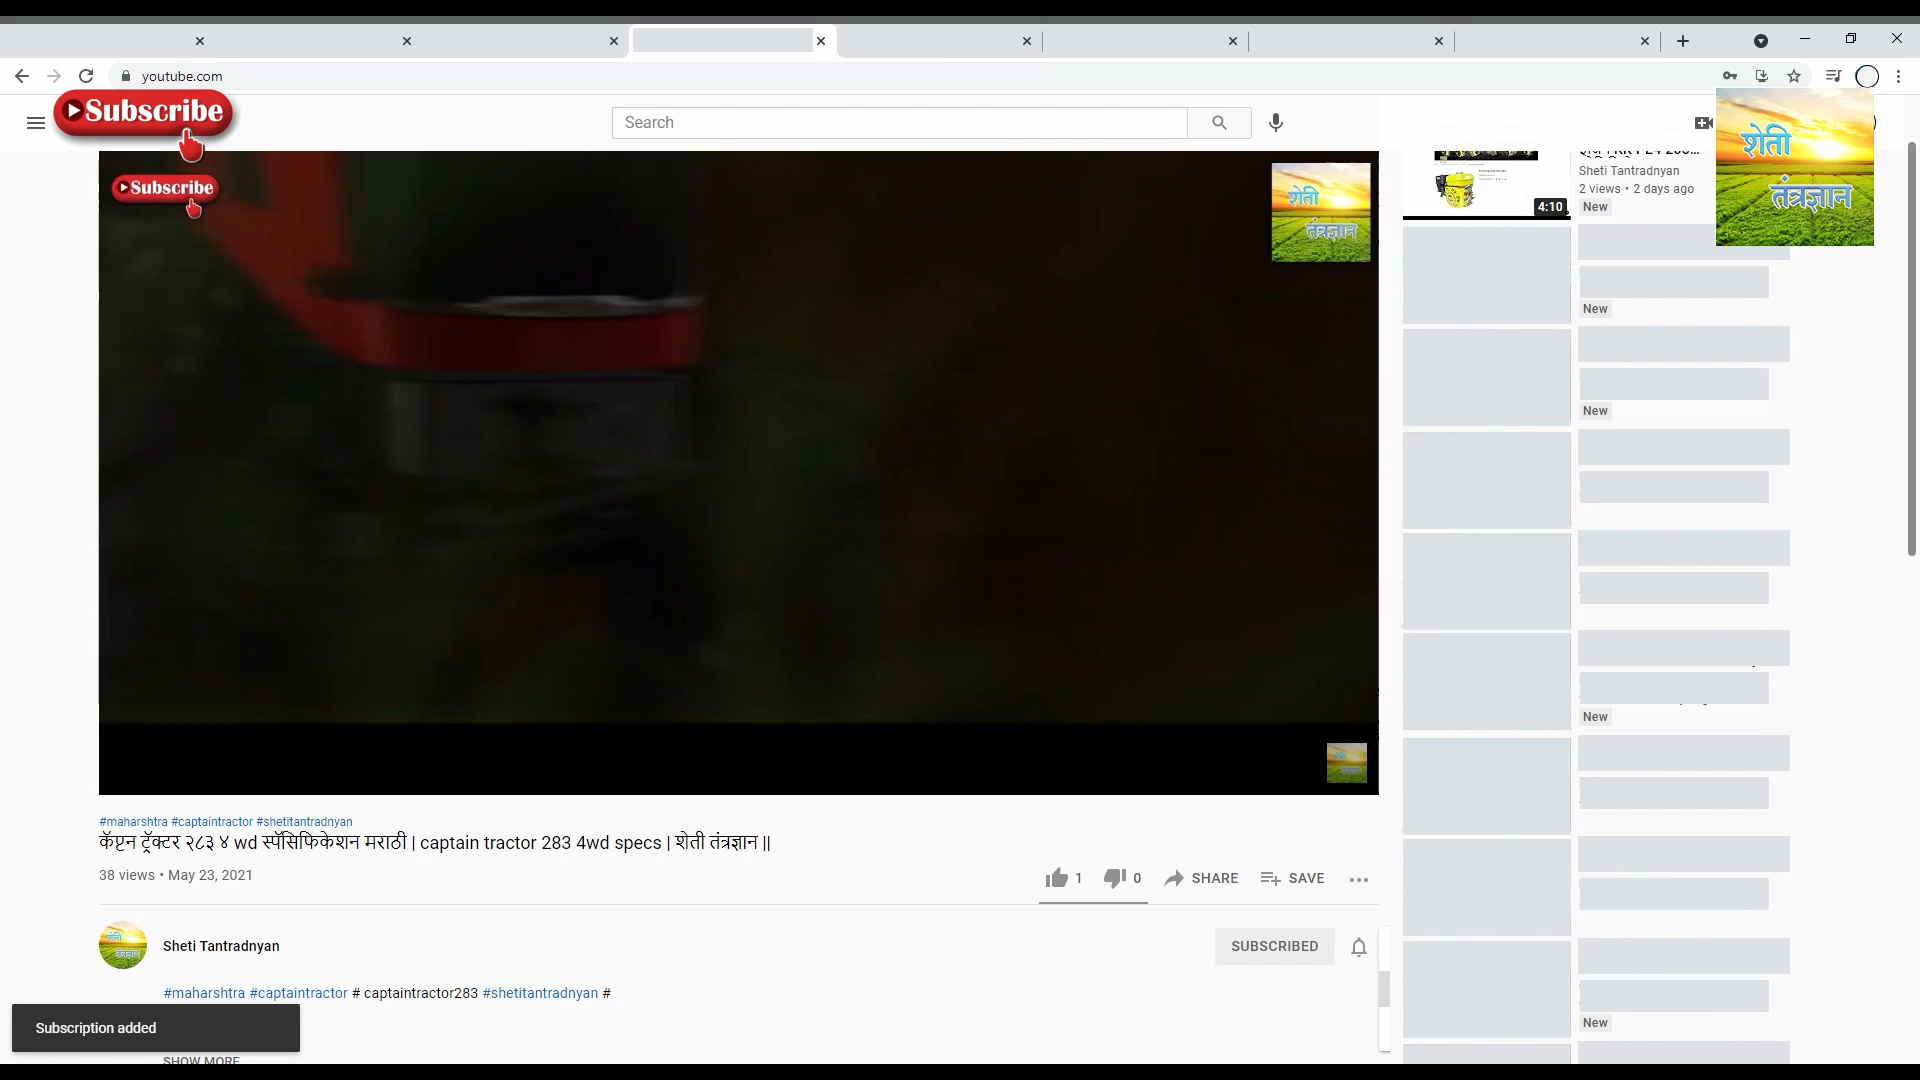 youtube.com
Subscribe
Search
Subscribe
शेती
तंत्रज्ञान
शेती
तंत्रज्ञान
4:10
Sheti Tantradnyan
2 views • 2 days ago
New
New
New
New
New
#maharshtra #captaintractor #shetitantradnyan
कॅप्टन ट्रॅक्टर २८३ ४ wd स्पॅसिफिकेशन मराठी | captain tractor 283 4wd specs | शेती तंत्रज्ञान ||
38 views • May 23, 2021
1 0 SHARE SAVE
Sheti Tantradnyan
SUBSCRIBED
#maharshtra #captaintractor # captaintractor283 #shetitantradnyan #
Subscription added
SHOW MORE